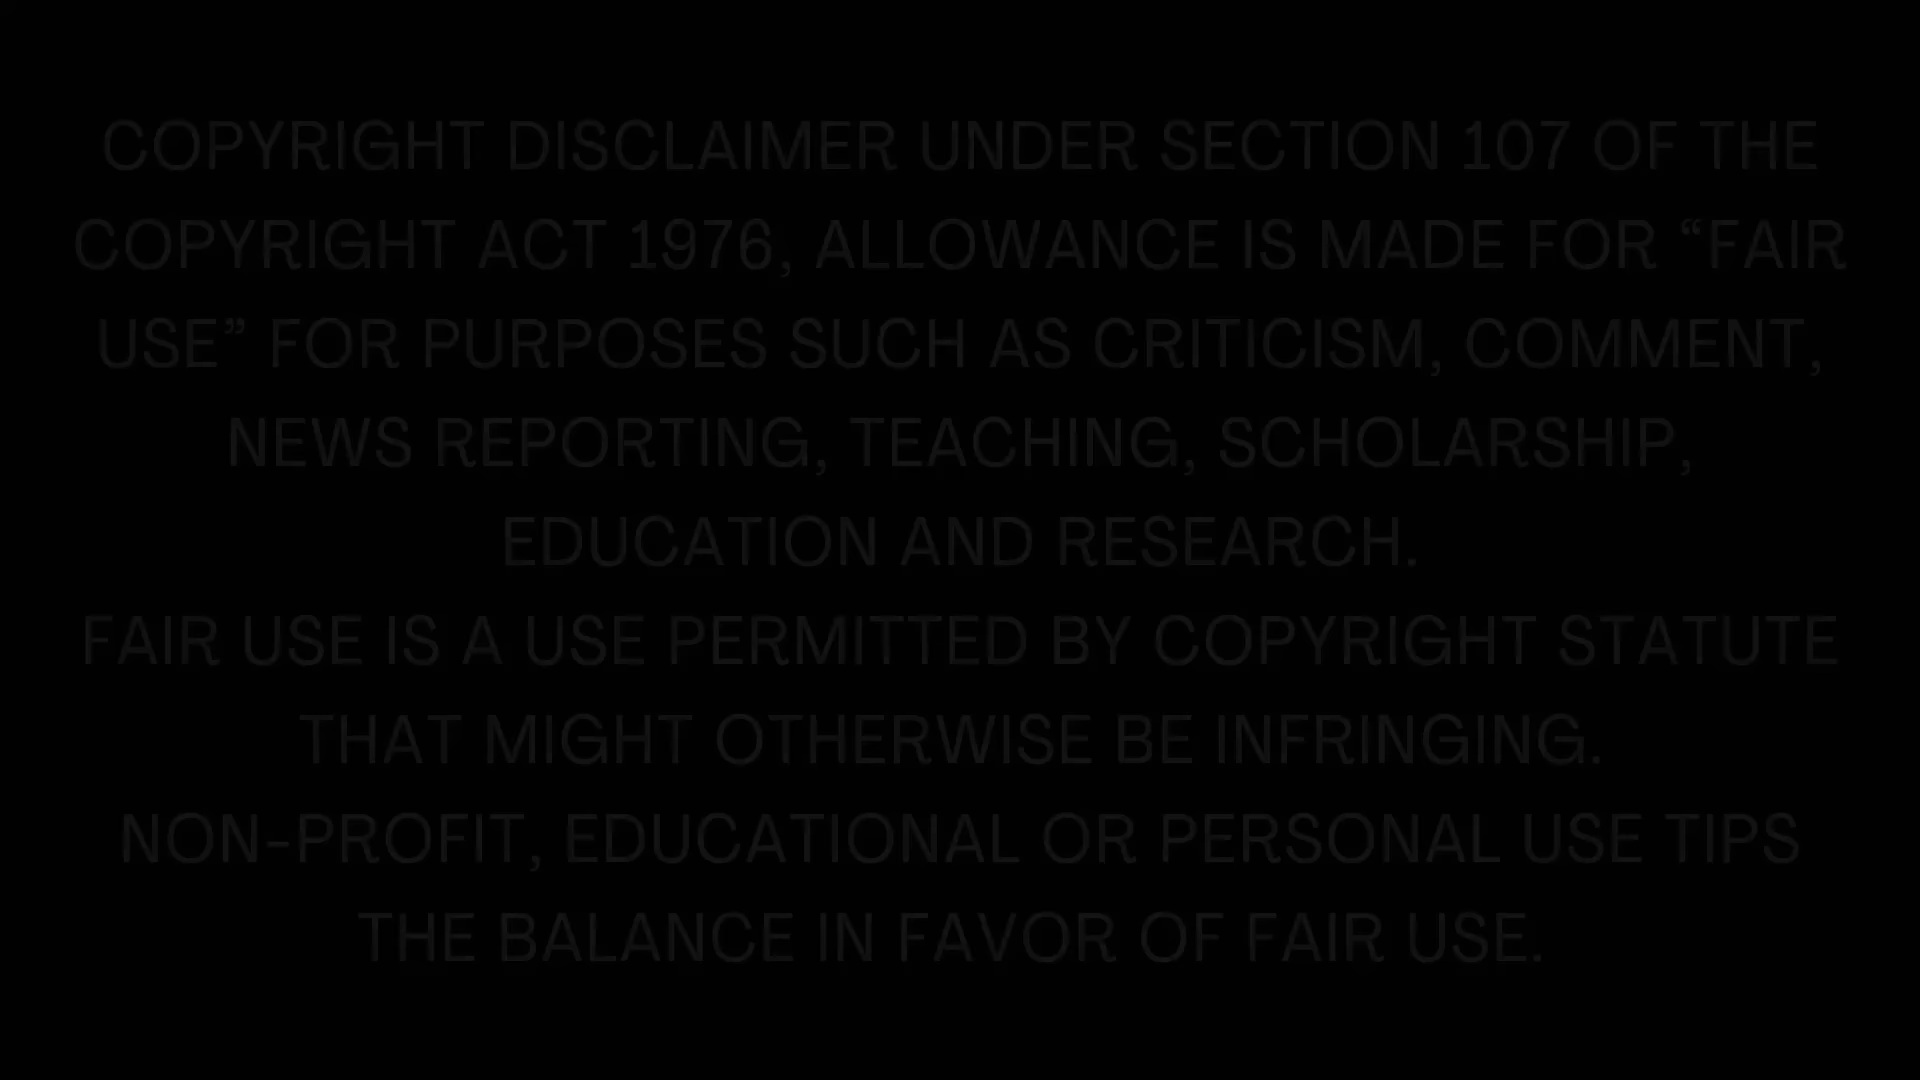 COPYRIGHT DISCLAIMER UNDER SECTION 107 OF THE
COPYRIGHT ACT 1976, ALLOWANCE IS MADE FOR “FAIR
USE” FOR PURPOSES SUCH AS CRITICISM, COMMENT,
NEWS REPORTING, TEACHING, SCHOLARSHIP,
EDUCATION AND RESEARCH.
FAIR USE IS A USE PERMITTED BY COPYRIGHT STATUTE
THAT MIGHT OTHERWISE BE INFRINGING.
NON-PROFIT, EDUCATIONAL OR PERSONAL USE TIPS
THE BALANCE IN FAVOR OF FAIR USE.